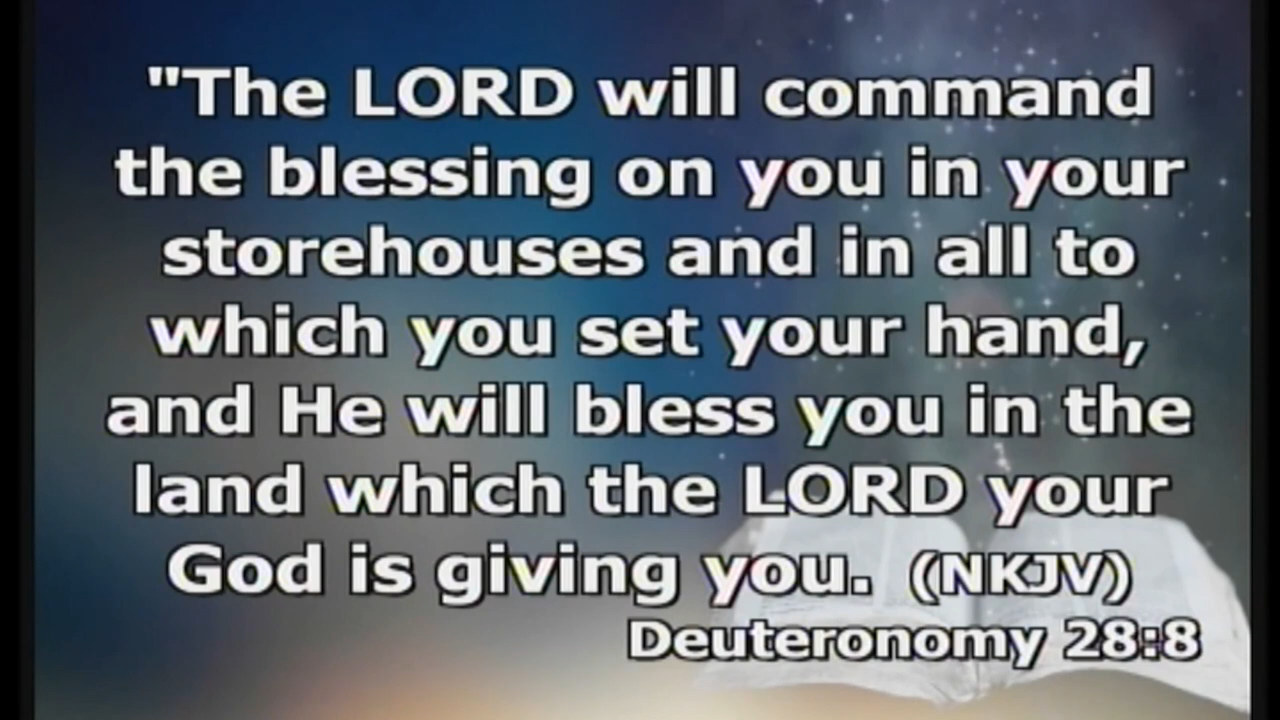 "The LORD will command
the blessing on you in your
storehouses and in all to
which you set your hand,
and He will bless you in the
land which the LORD your
God is giving you. (NKJV)
Deuteronomy 28:8